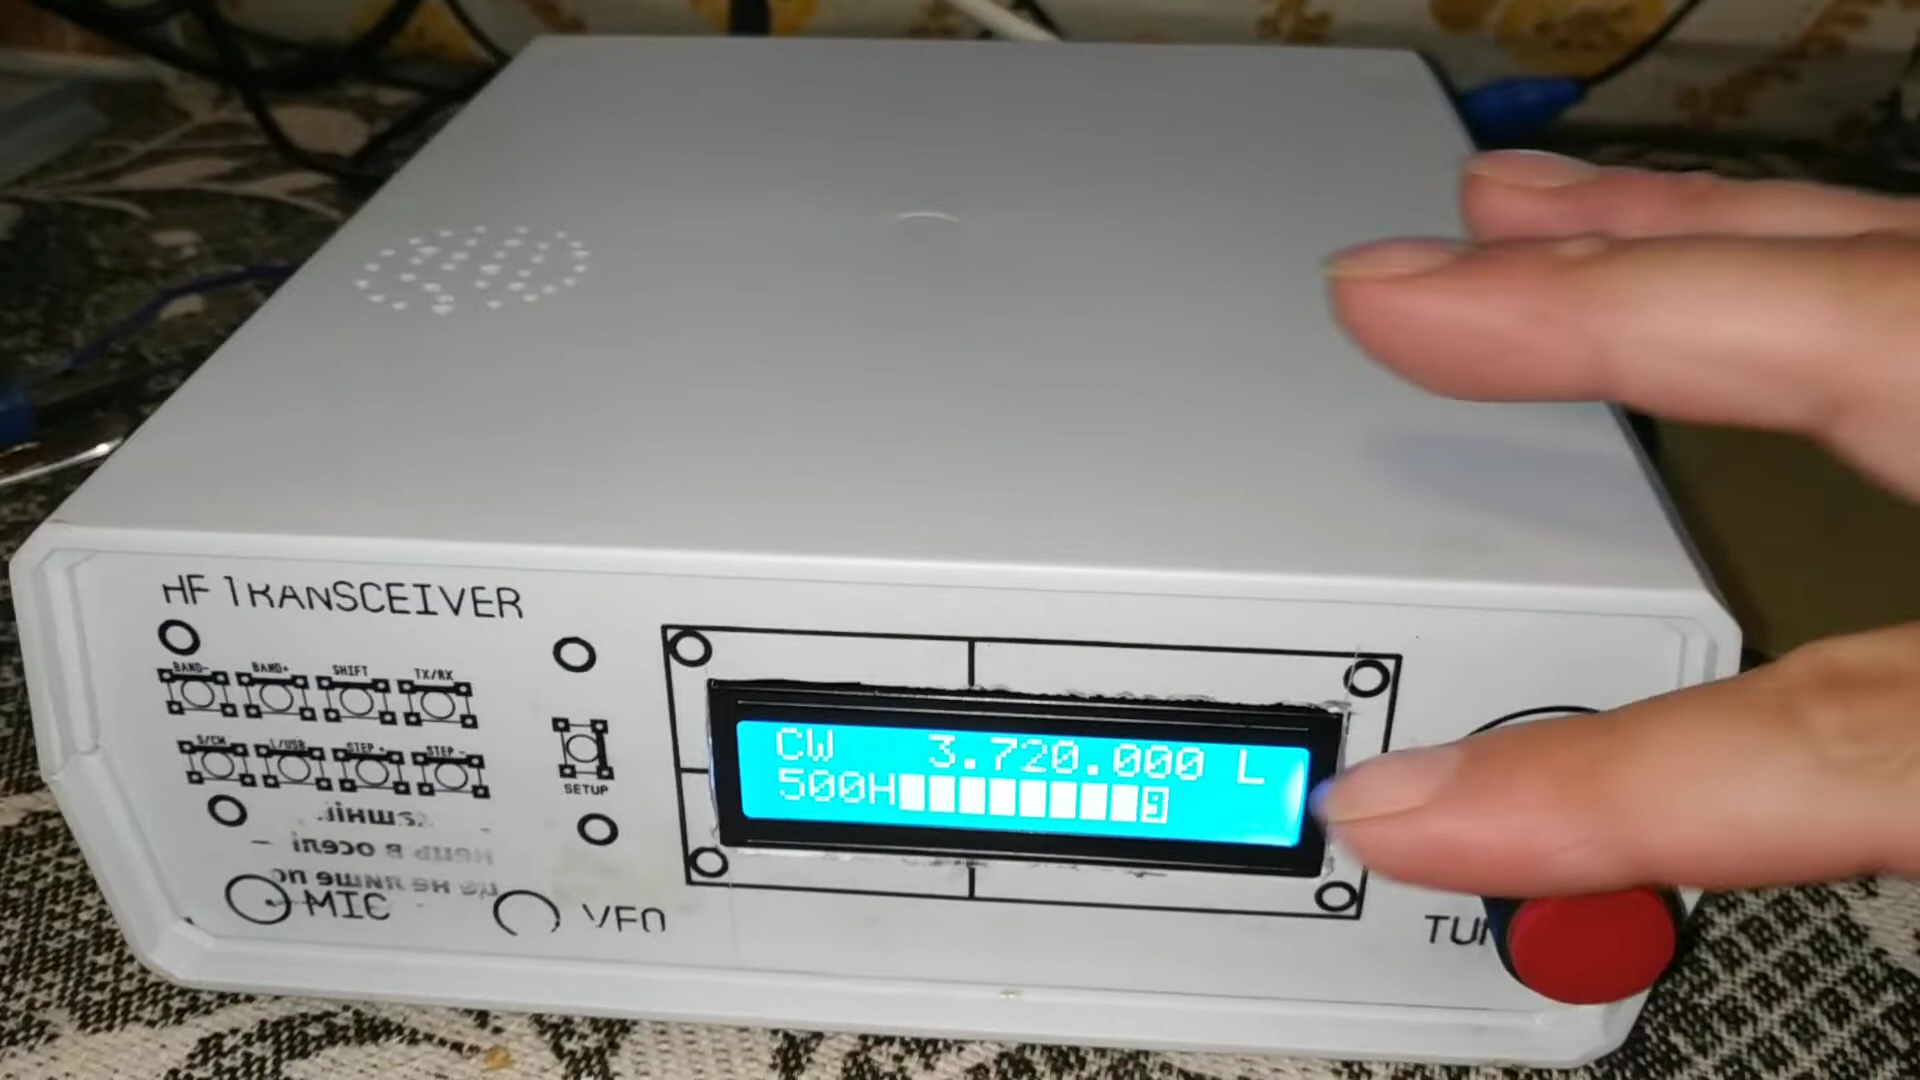 HF TRANSCEIVER
BAND- BAND+ SHIFT TX/RX
S/CW L/USB STEP + STEP -
SETUP
CW 3.720.000 L
500H 9
MIC VFO
TUN